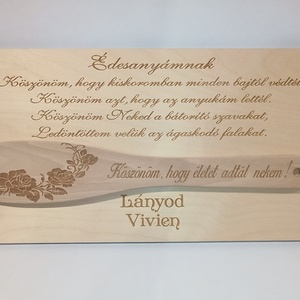 Édesanyámnak
Köszönöm, hogy kiskoromban minden bajtól védtél
Köszönöm azt, hogy az anyukám lettél.
Köszönöm Neked a bátorító szavakat,
Ledöntöttem velük az ágaskodó falakat.
Köszönöm, hogy életet adtál nekem!
Lányod
Vivien